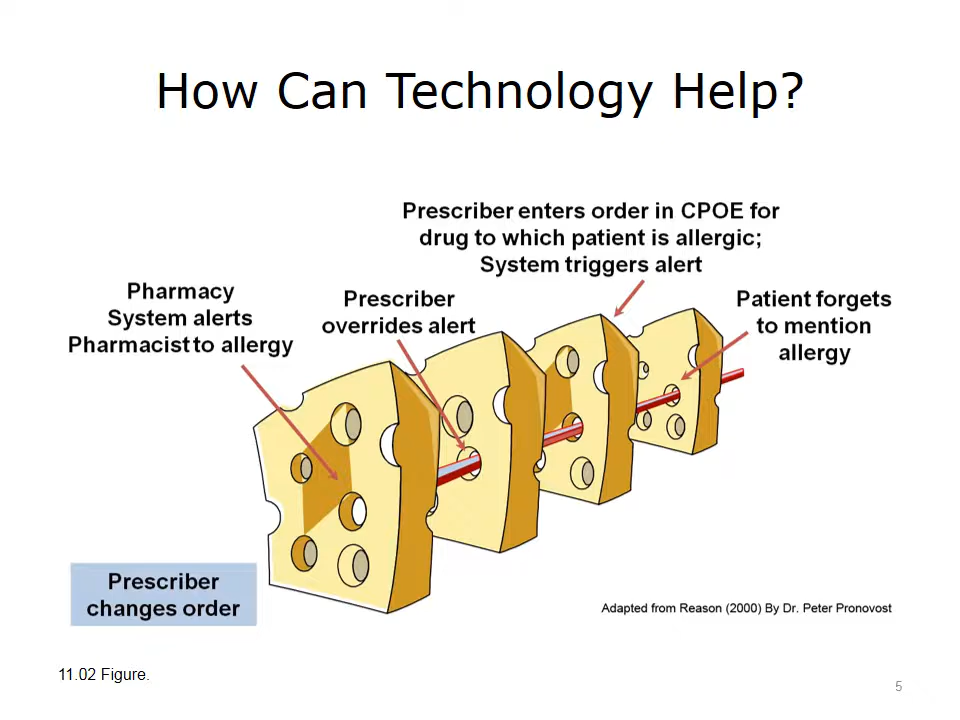 How Can Technology Help?
Prescriber enters order in CPOE for
drug to which patient is allergic;
System triggers alert
Pharmacy
System alerts
Pharmacist to allergy
Prescriber
overrides alert
Patient forgets
to mention
allergy
Prescriber
changes order
Adapted from Reason (2000) By Dr. Peter Pronovost
11.02 Figure.
5